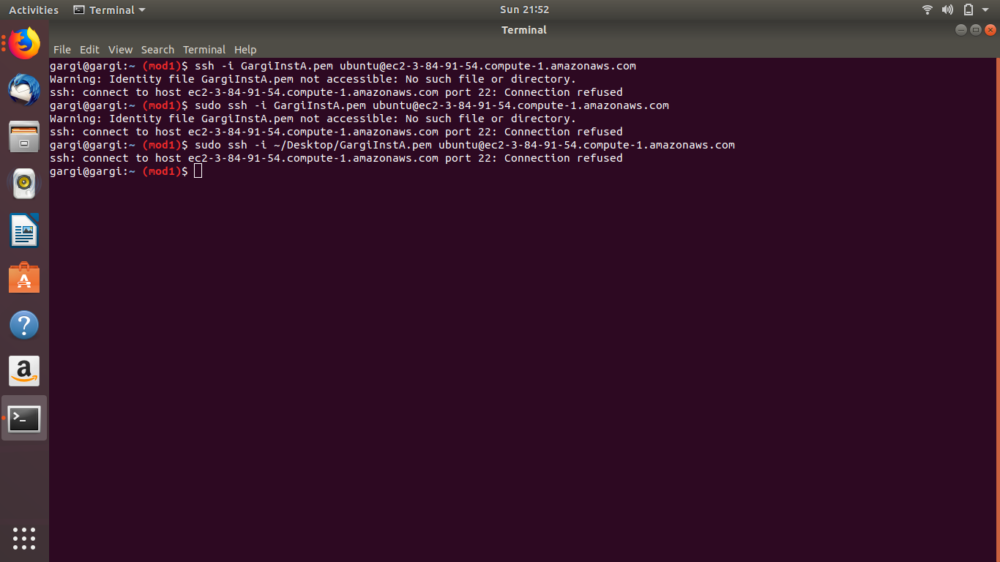 Activities Terminal Sun 21:52
Terminal
File Edit View Search Terminal Help
gargi@gargi:~ (mod1)$ ssh -i GargiInstA.pem ubuntu@ec2-3-84-91-54.compute-1.amazonaws.com
Warning: Identity file GargiInstA.pem not accessible: No such file or directory.
ssh: connect to host ec2-3-84-91-54.compute-1.amazonaws.com port 22: Connection refused
gargi@gargi:~ (mod1)$ sudo ssh -i GargiInstA.pem ubuntu@ec2-3-84-91-54.compute-1.amazonaws.com
Warning: Identity file GargiInstA.pem not accessible: No such file or directory.
ssh: connect to host ec2-3-84-91-54.compute-1.amazonaws.com port 22: Connection refused
gargi@gargi:~ (mod1)$ sudo ssh -i ~/Desktop/GargiInstA.pem ubuntu@ec2-3-84-91-54.compute-1.amazonaws.com
ssh: connect to host ec2-3-84-91-54.compute-1.amazonaws.com port 22: Connection refused
gargi@gargi:~ (mod1)$